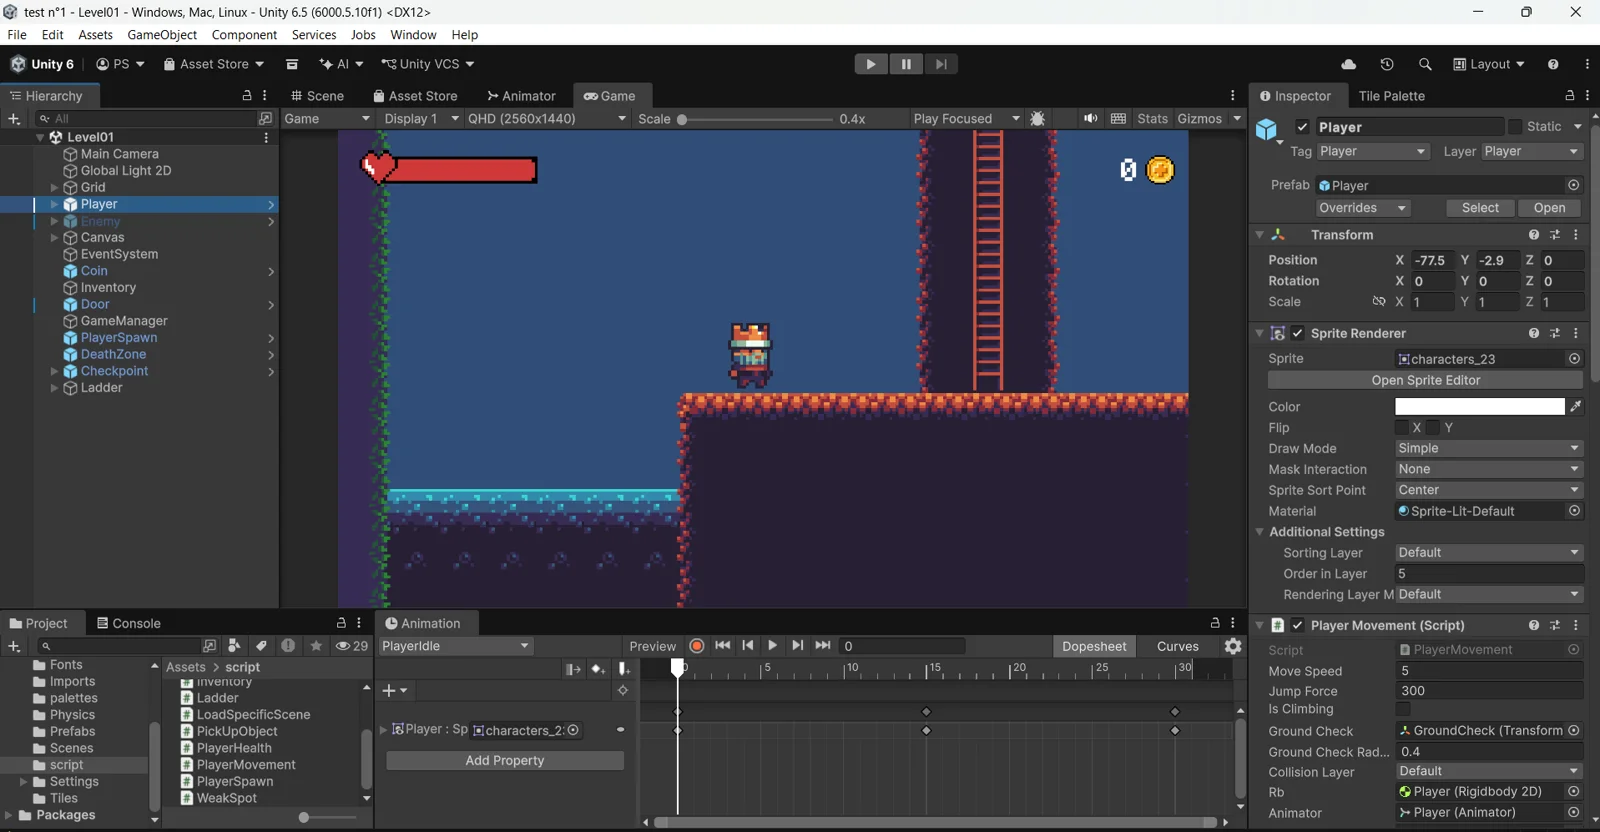 test n°1 - Level01 - Windows, Mac, Linux - Unity 6.5 (6000.5.10f1) <DX12>
File Edit Assets GameObject Component Services Jobs Window Help
Unity 6 PS Asset Store AI Unity VCS Layout
Hierarchy # Scene Asset Store Animator Game Inspector Tile Palette
All Game Display 1 QHD (2560x1440) Scale 0.4x Play Focused Stats Gizmos
Level01
Main Camera
Global Light 2D
Grid
Player
Enemy
Canvas
EventSystem
Coin
Inventory
Door
GameManager
PlayerSpawn
DeathZone
Checkpoint
Ladder
0
Player Static
Tag Player Layer Player
Prefab Player
Overrides Select Open
Transform
Position X -77.5 Y -2.9 Z 0
Rotation X 0 Y 0 Z 0
Scale X 1 Y 1 Z 1
Sprite Renderer
Sprite characters_23
Open Sprite Editor
Color
Flip X Y
Draw Mode Simple
Mask Interaction None
Sprite Sort Point Center
Material Sprite-Lit-Default
Additional Settings
Sorting Layer Default
Order in Layer 5
Rendering Layer M Default
Player Movement (Script)
Script PlayerMovement
Move Speed 5
Jump Force 300
Is Climbing
Ground Check GroundCheck (Transform
Ground Check Rad... 0.4
Collision Layer Default
Rb Player (Rigidbody 2D)
Animator Player (Animator)
Project Console
29
Fonts
Imports
palettes
Physics
Prefabs
Scenes
script
Settings
Tiles
Packages
Assets > script
Inventory
Ladder
LoadSpecificScene
PickUpObject
PlayerHealth
PlayerMovement
PlayerSpawn
WeakSpot
Animation
PlayerIdle Preview 0 Dopesheet Curves
0 5 10 15 20 25 30
Player : Sp characters_2
Add Property